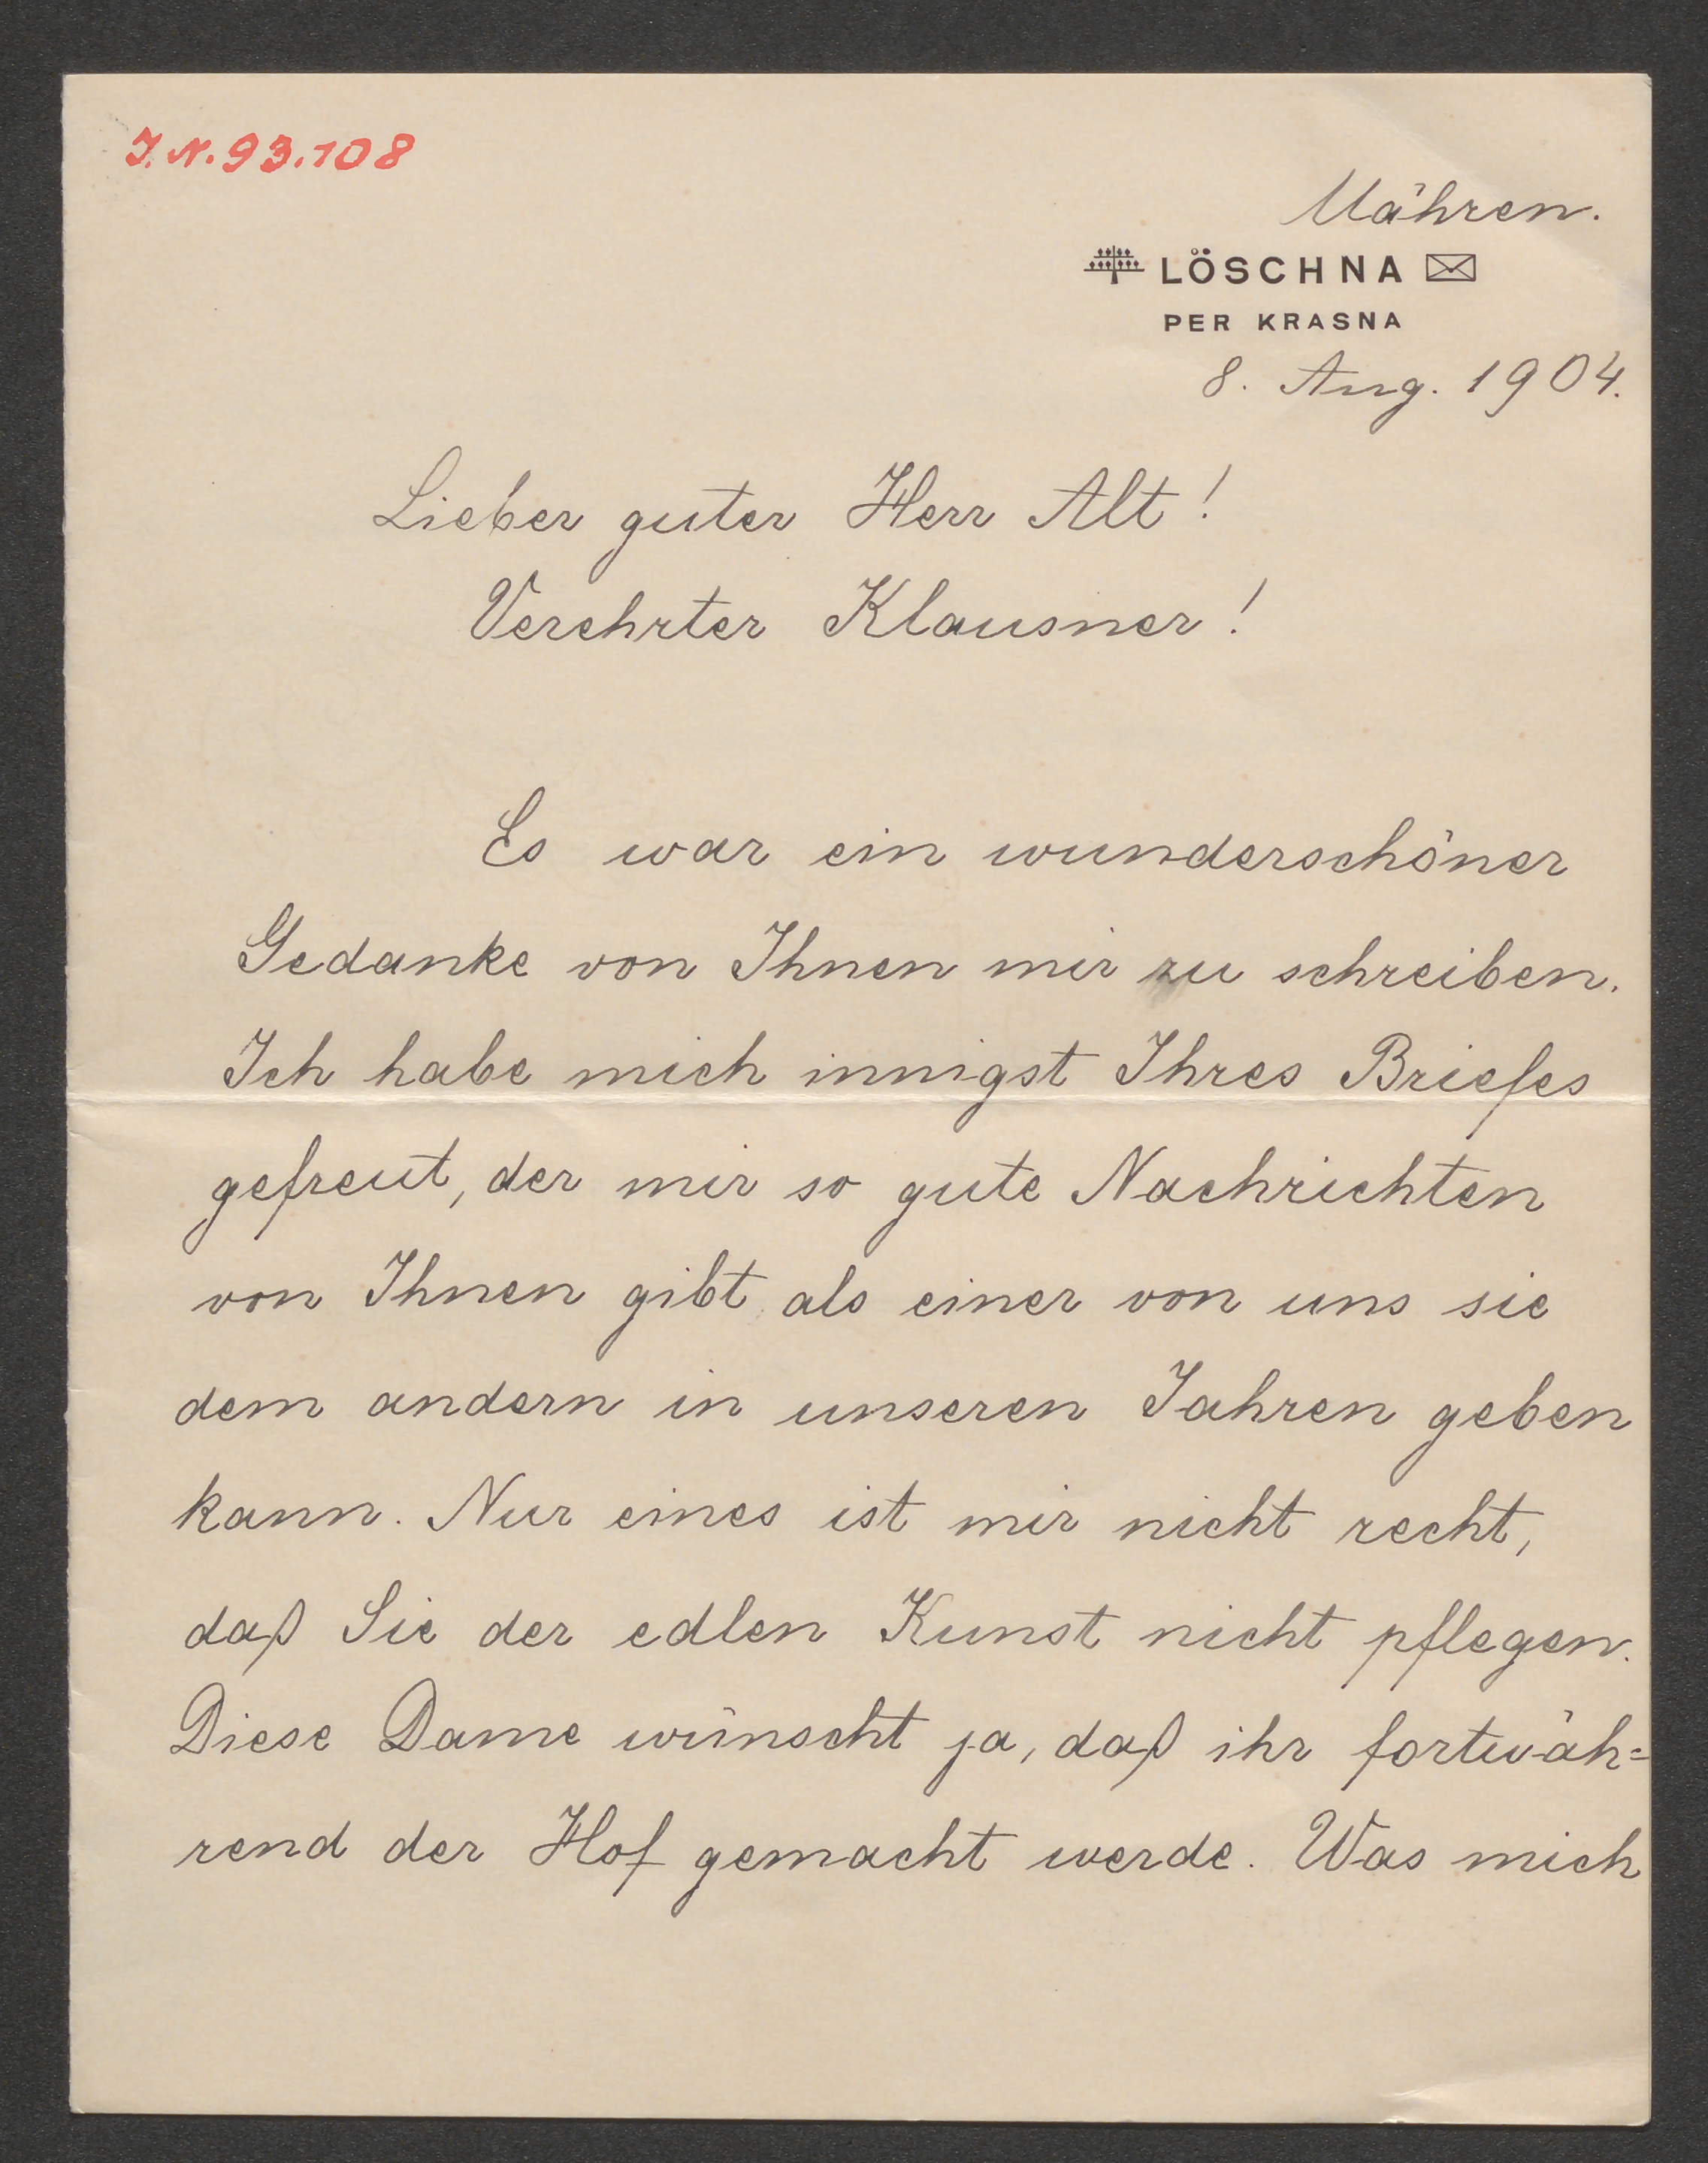 J.N. 93.108
Mähren.
LÖSCHNA
PER KRASNA
8. Aug. 1904.
Lieber guter Herr Alt!
Verehrter Klausner!
Es war ein wunderschöner
Gedanke von Ihnen mir zu schreiben.
Ich habe mich innigst Ihres Briefes
gefreut, der mir so gute Nachrichten
von Ihnen gibt als einer von uns sie
dem andern in unseren Jahren geben
kann. Nur eines ist mir nicht recht,
daß Sie der edlen Kunst nicht pflegen.
Diese Dame wünscht ja, daß ihr fortwäh=
rend der Hof gemacht werde. Was mich